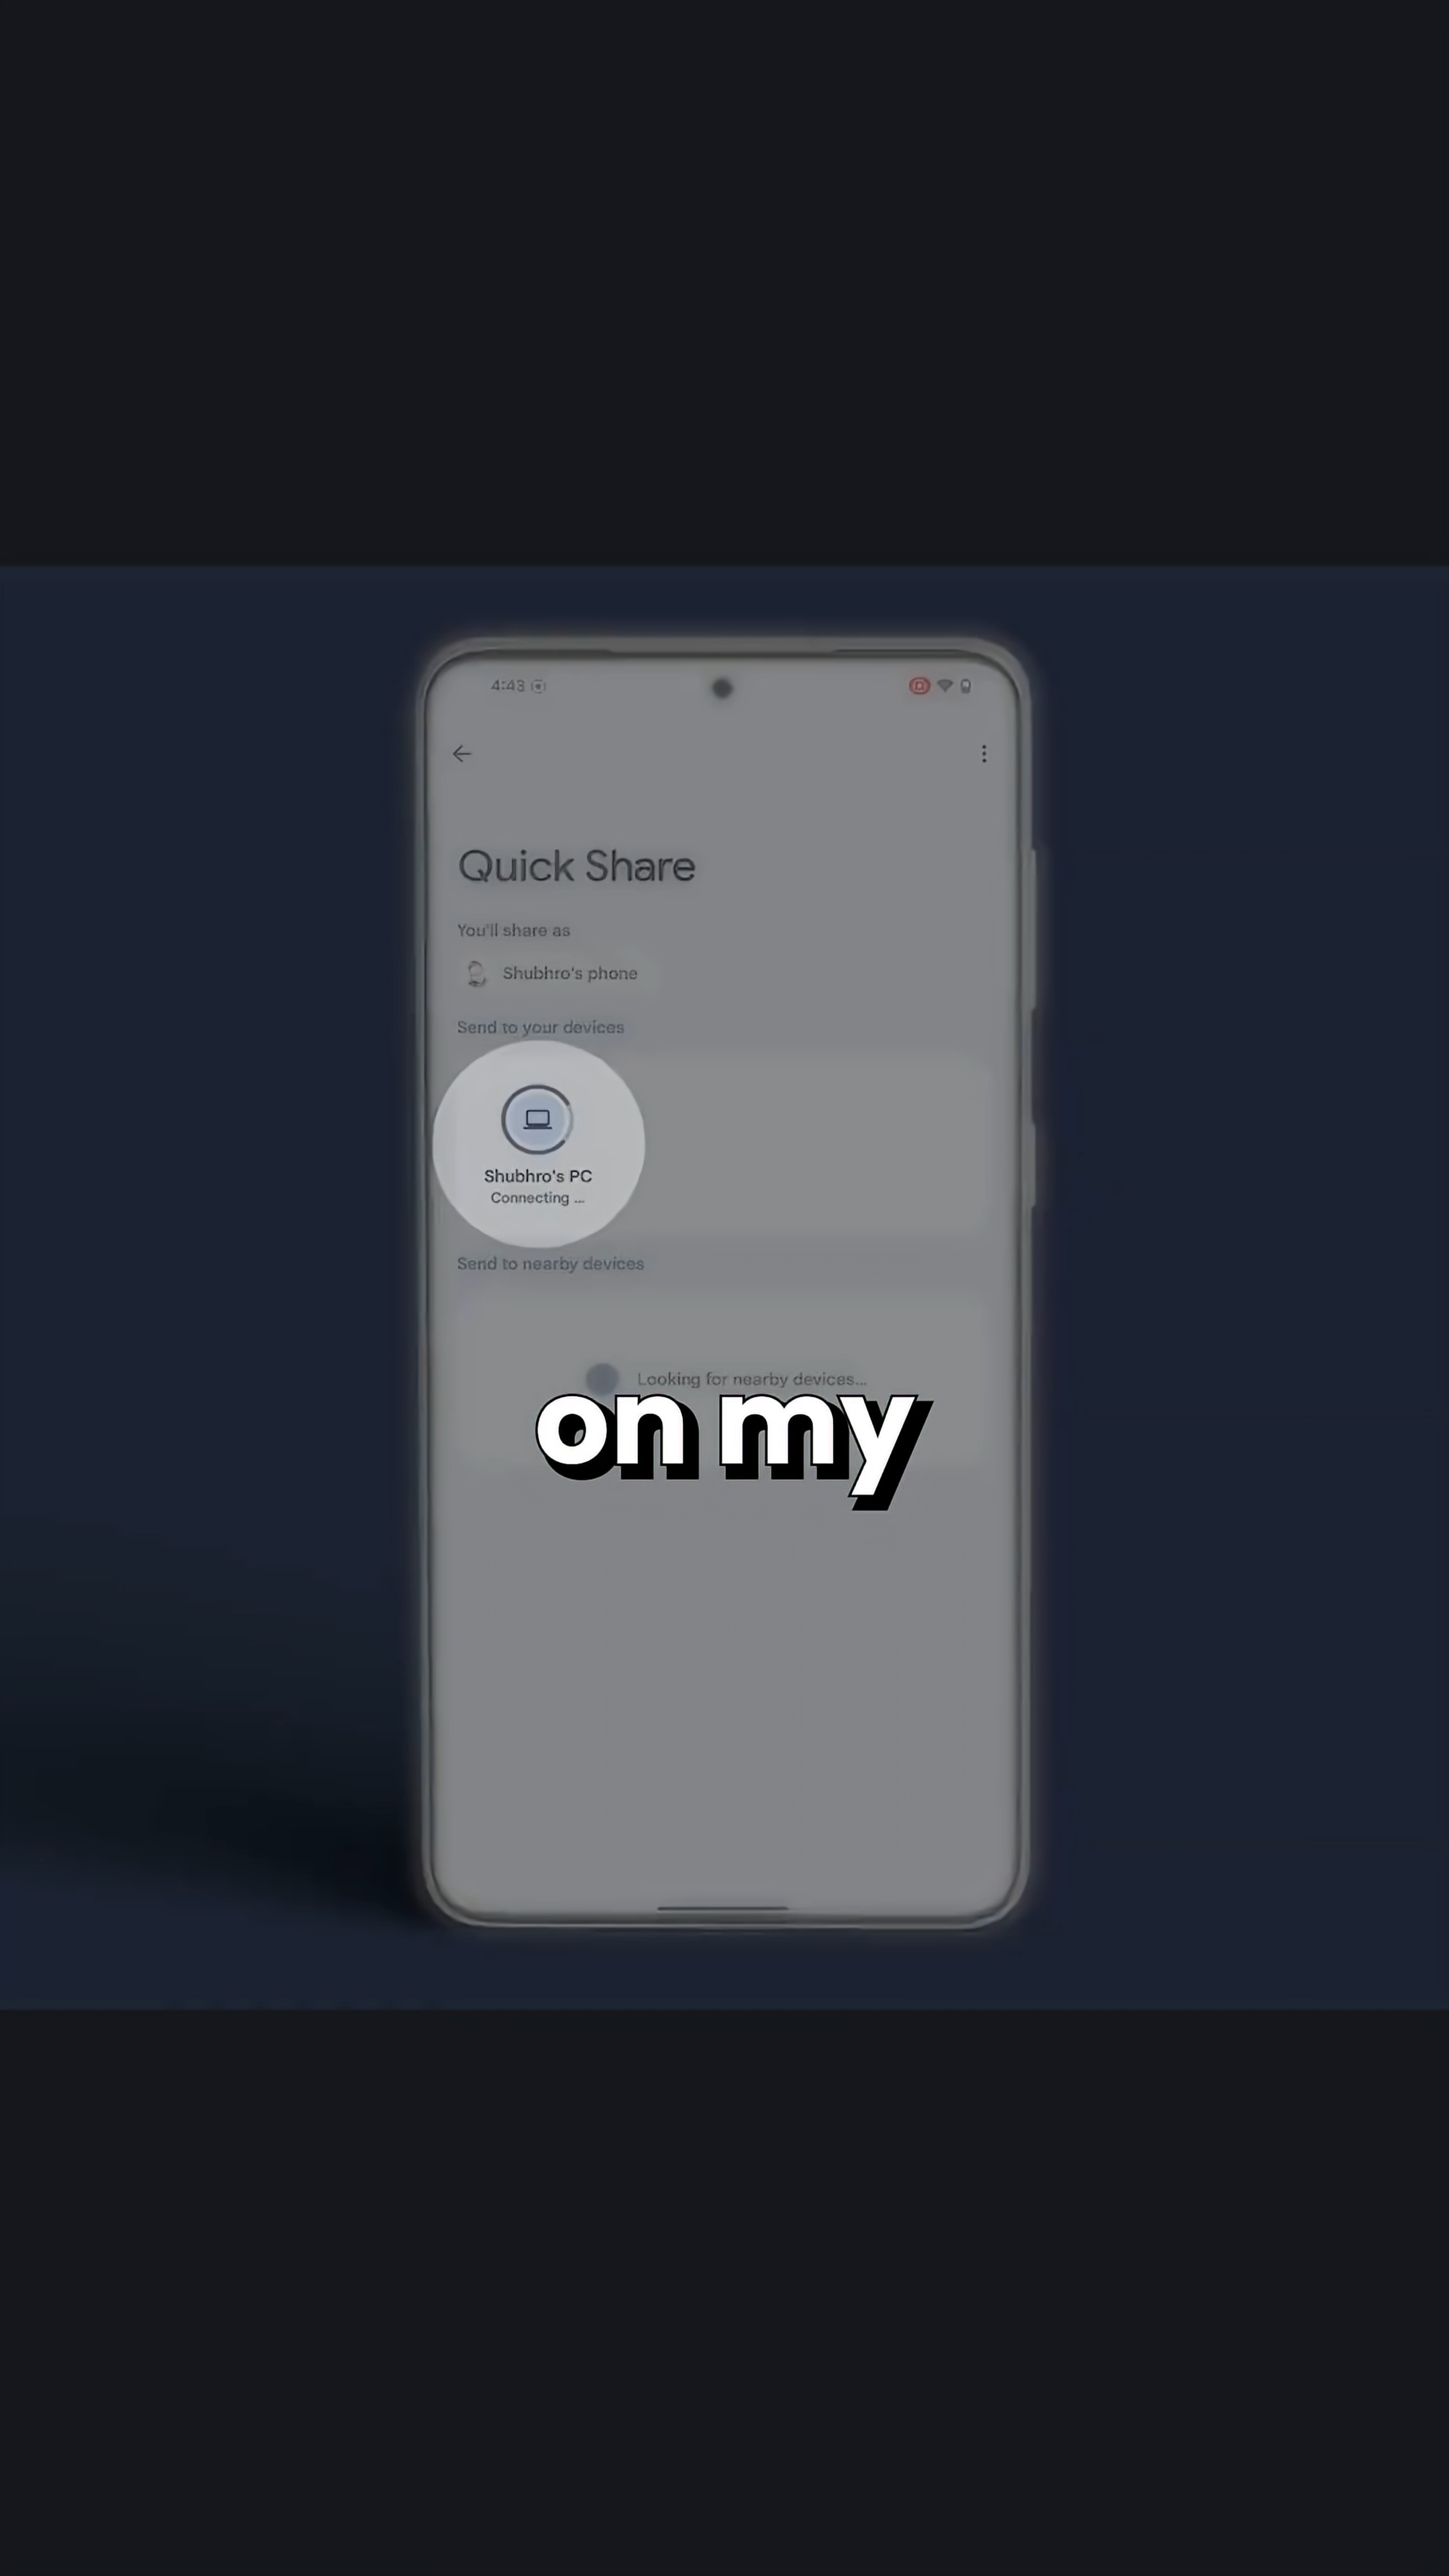 4:43
Quick Share
You'll share as
Shubhro's phone
Send to your devices
Shubhro's PC
Connecting ...
Send to nearby devices
Looking for nearby devices...
on my